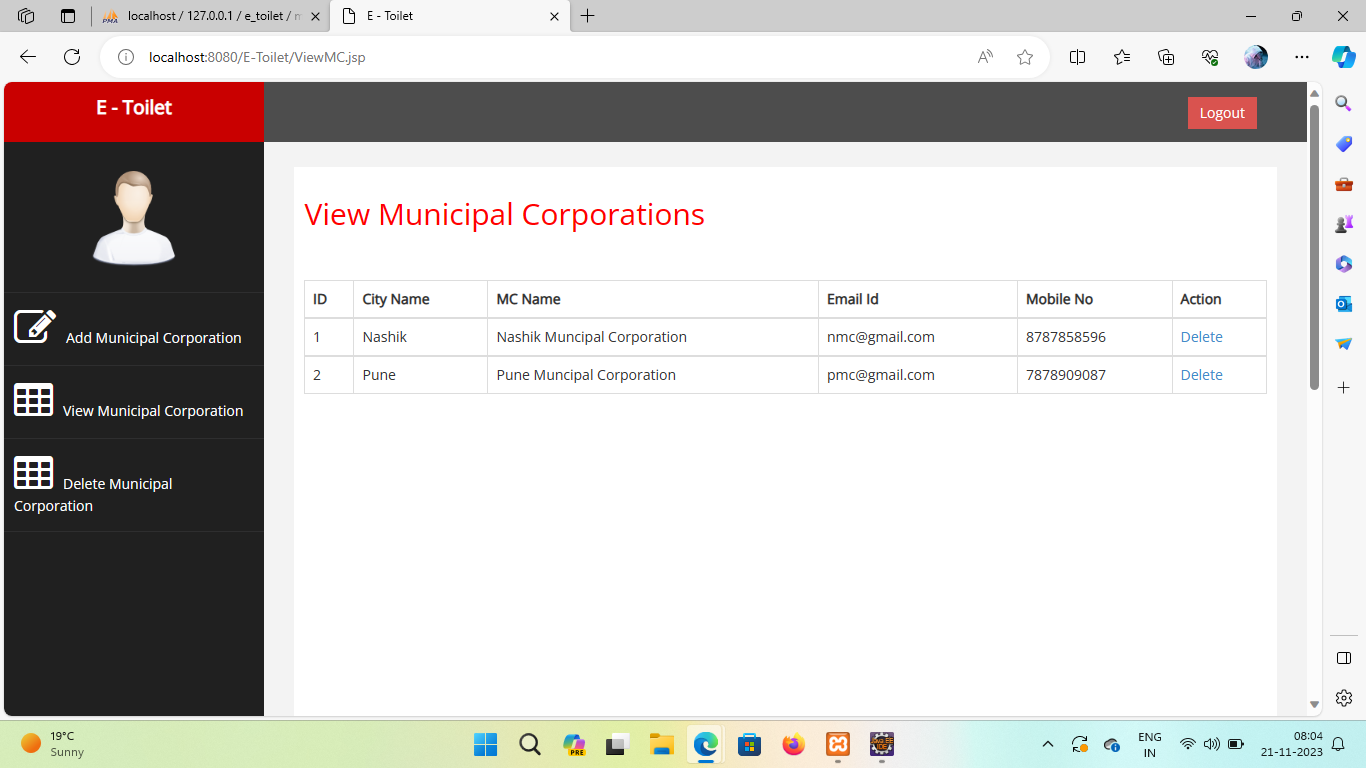 localhost / 127.0.0.1 / e_toilet / m
E - Toilet
localhost:8080/E-Toilet/ViewMC.jsp
E - Toilet
Logout
Add Municipal Corporation
View Municipal Corporation
Delete Municipal
Corporation
View Municipal Corporations
ID City Name MC Name Email Id Mobile No Action
1 Nashik Nashik Muncipal Corporation nmc@gmail.com 8787858596 Delete
2 Pune Pune Muncipal Corporation pmc@gmail.com 7878909087 Delete
19°C
Sunny
PRE
ENG
IN
08:04
21-11-2023